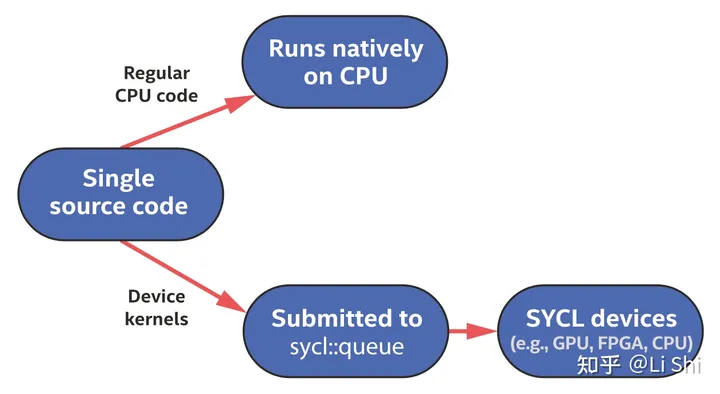 Runs natively
on CPU
Regular
CPU code
Single
source code
Device
kernels
Submitted to
sycl::queue
SYCL devices
(e.g., GPU, FPGA, CPU)
知乎 @Li Shi